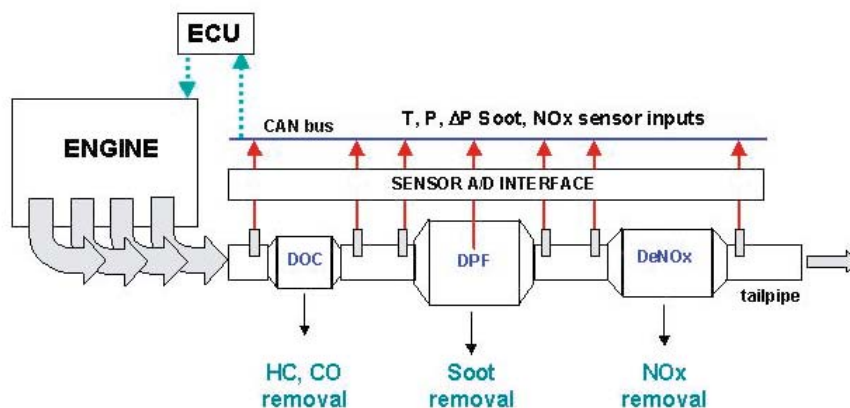 ECU
CAN bus
T, P, ΔP Soot, NOx sensor inputs
ENGINE
SENSOR A/D INTERFACE
DOC
DPF
DeNOx
tailpipe
HC, CO
removal
Soot
removal
NOx
removal